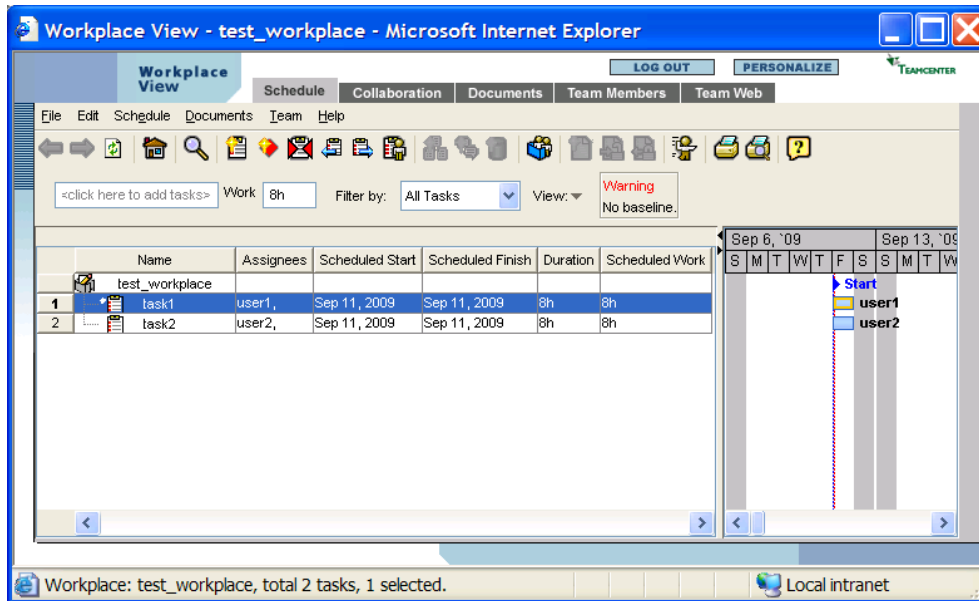 Workplace View - test_workplace - Microsoft Internet Explorer
Workplace View
LOG OUT PERSONALIZE TEAMCENTER
Schedule Collaboration Documents Team Members Team Web
File Edit Schedule Documents Team Help
<click here to add tasks> Work 8h Filter by: All Tasks View: Warning
No baseline.
Sep 6, `09 Sep 13, `09
Name Assignees Scheduled Start Scheduled Finish Duration Scheduled Work S M T W T F S S M T W
test_workplace Start
1 task1 user1, Sep 11, 2009 Sep 11, 2009 8h 8h user1
2 task2 user2, Sep 11, 2009 Sep 11, 2009 8h 8h user2
Workplace: test_workplace, total 2 tasks, 1 selected. Local intranet